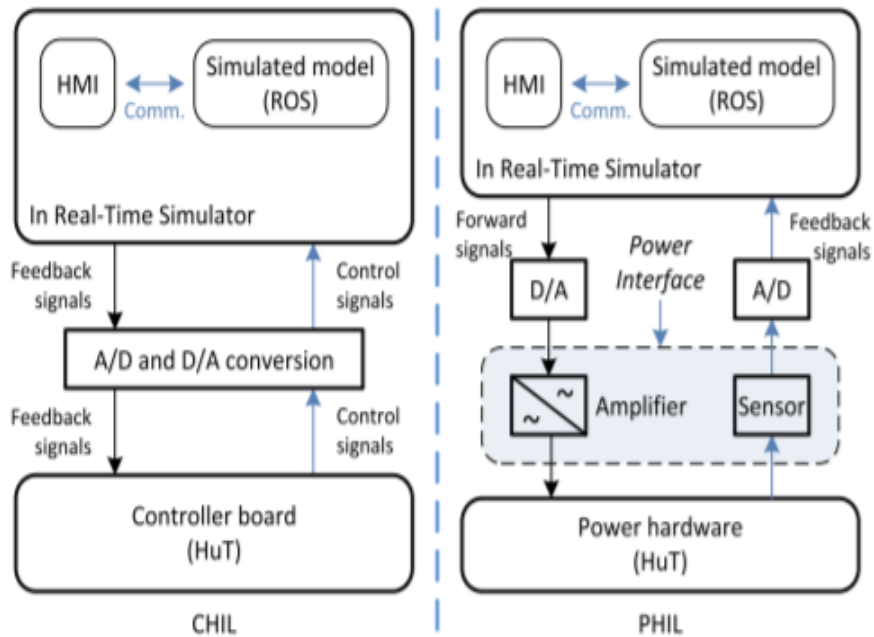 HMI
Comm.
Simulated model
(ROS)
In Real-Time Simulator
Feedback
signals
Control
signals
A/D and D/A conversion
Feedback
signals
Control
signals
Controller board
(HuT)
CHIL
HMI
Comm.
Simulated model
(ROS)
In Real-Time Simulator
Forward
signals
Power
Interface
Feedback
signals
D/A
A/D
~
~
Amplifier
Sensor
Power hardware
(HuT)
PHIL